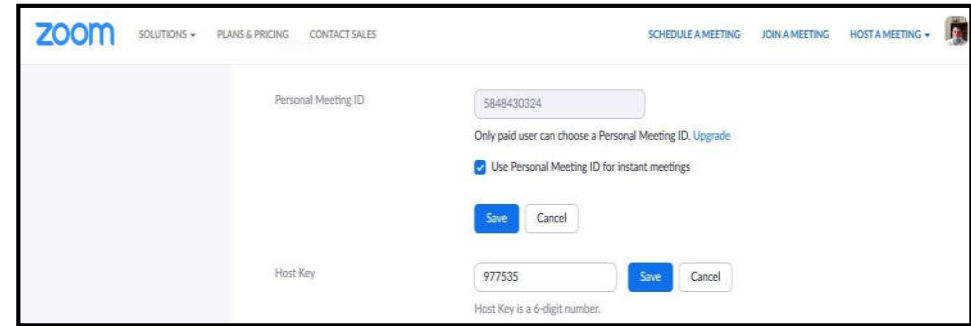 zoom SOLUTIONS PLANS & PRICING CONTACT SALES SCHEDULE A MEETING JOIN A MEETING HOST A MEETING
Personal Meeting ID 5848430324
Only paid user can choose a Personal Meeting ID. Upgrade
Use Personal Meeting ID for instant meetings
Save Cancel
Host Key 977535 Save Cancel
Host Key is a 6-digit number.